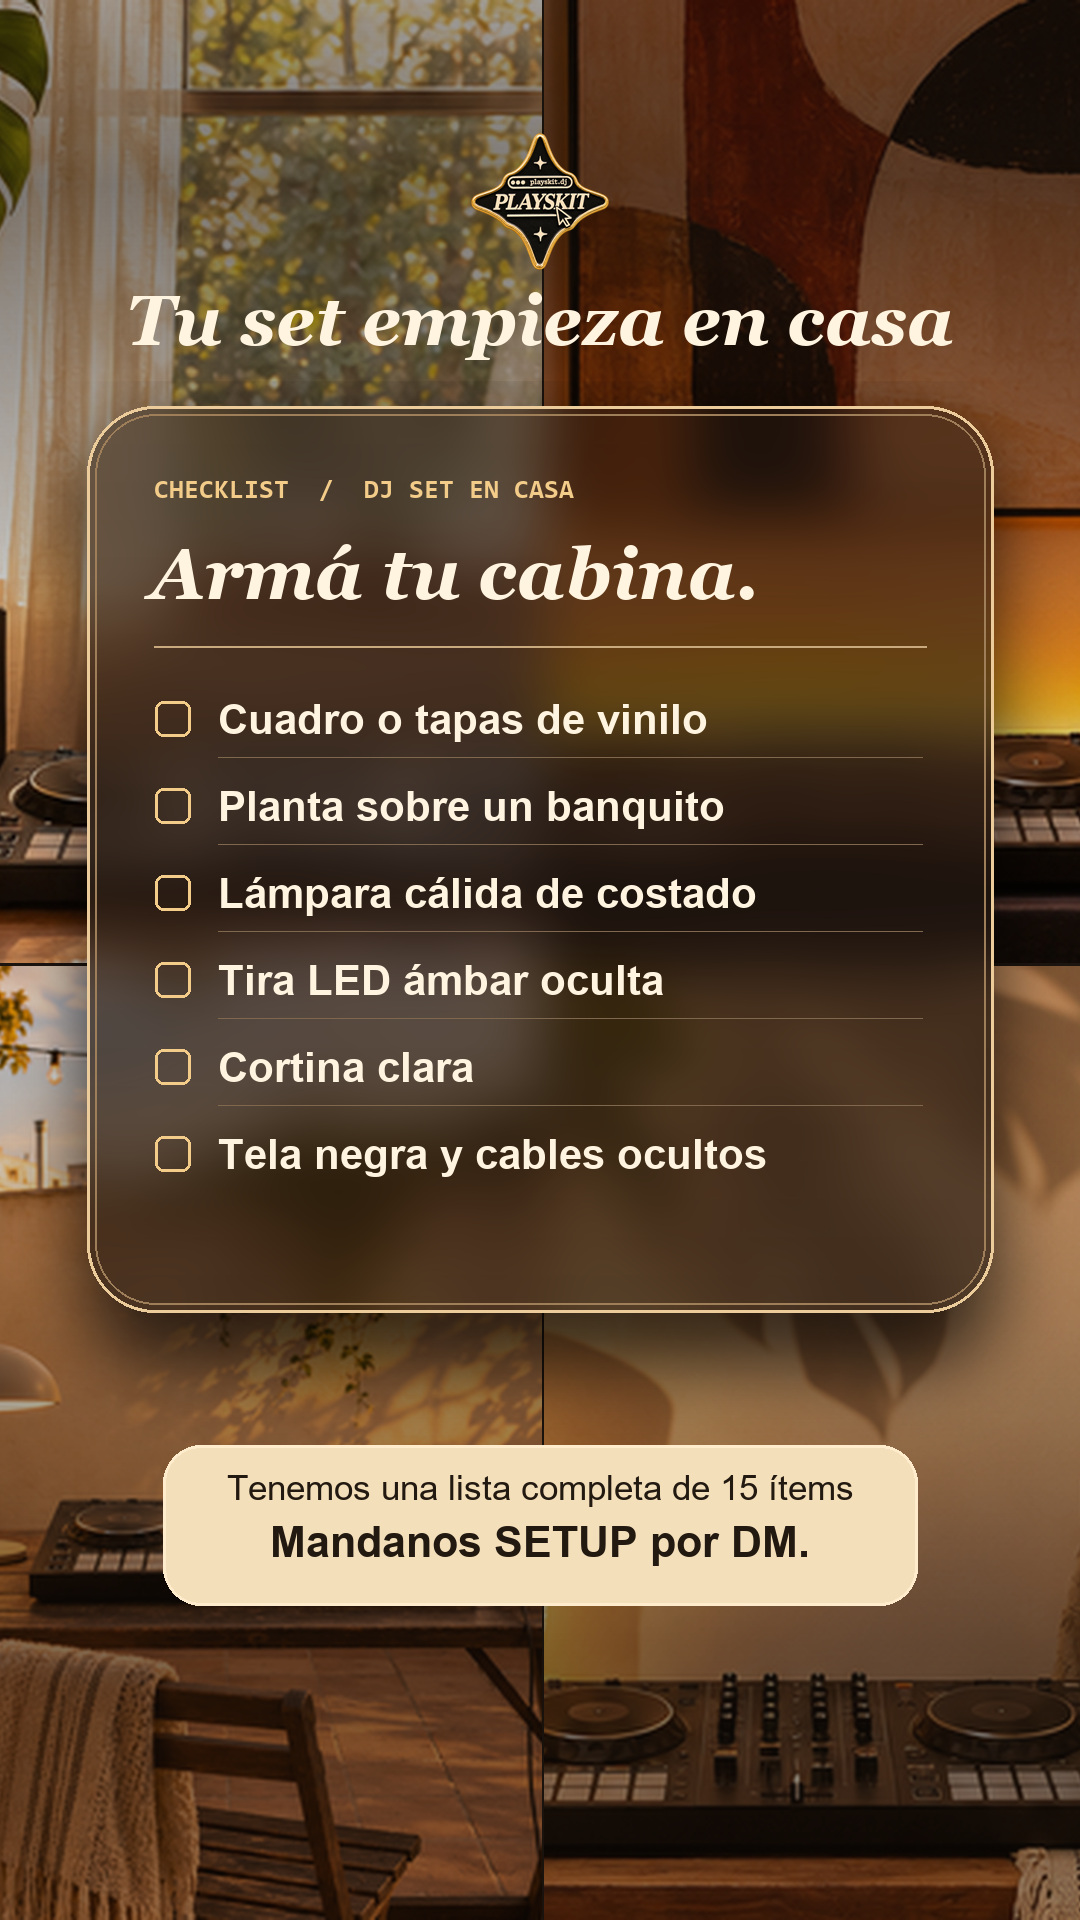 playskit.dj
PLAYSKIT
Tu set empieza en casa
CHECKLIST / DJ SET EN CASA
Armá tu cabina.
Cuadro o tapas de vinilo
Planta sobre un banquito
Lámpara cálida de costado
Tira LED ámbar oculta
Cortina clara
Tela negra y cables ocultos
Tenemos una lista completa de 15 ítems
Mandanos SETUP por DM.